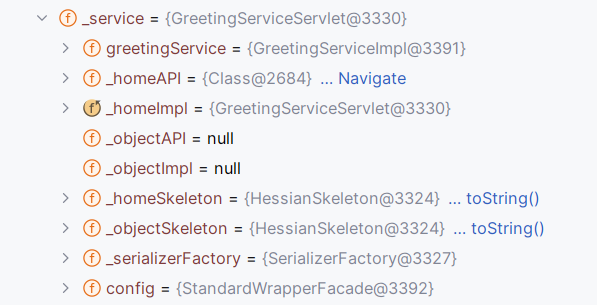 _service = {GreetingServiceServlet@3330}
greetingService = {GreetingServiceImpl@3391}
_homeAPI = {Class@2684} ... Navigate
_homeImpl = {GreetingServiceServlet@3330}
_objectAPI = null
_objectImpl = null
_homeSkeleton = {HessianSkeleton@3324} ... toString()
_objectSkeleton = {HessianSkeleton@3324} ... toString()
_serializerFactory = {SerializerFactory@3327}
config = {StandardWrapperFacade@3392}